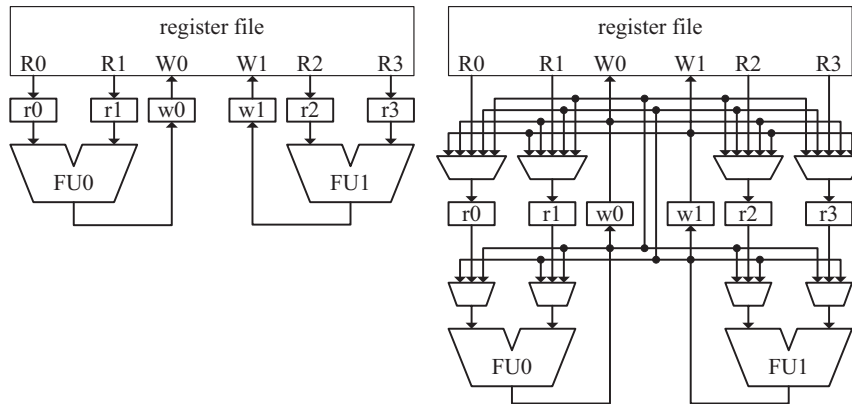 register file
R0 R1 W0 W1 R2 R3
r0 r1 w0 w1 r2 r3
FU0 FU1
register file
R0 R1 W0 W1 R2 R3
r0 r1 w0 w1 r2 r3
FU0 FU1